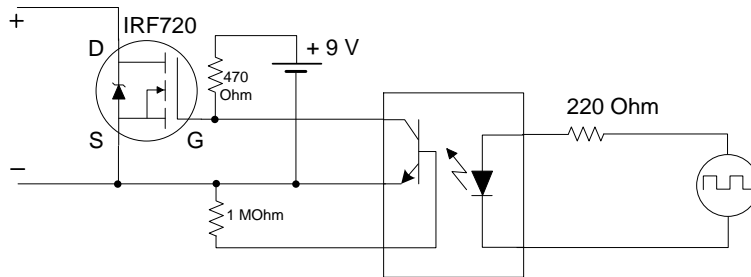 +
IRF720
D
+ 9 V
470
Ohm
220 Ohm
S
G
–
1 MOhm